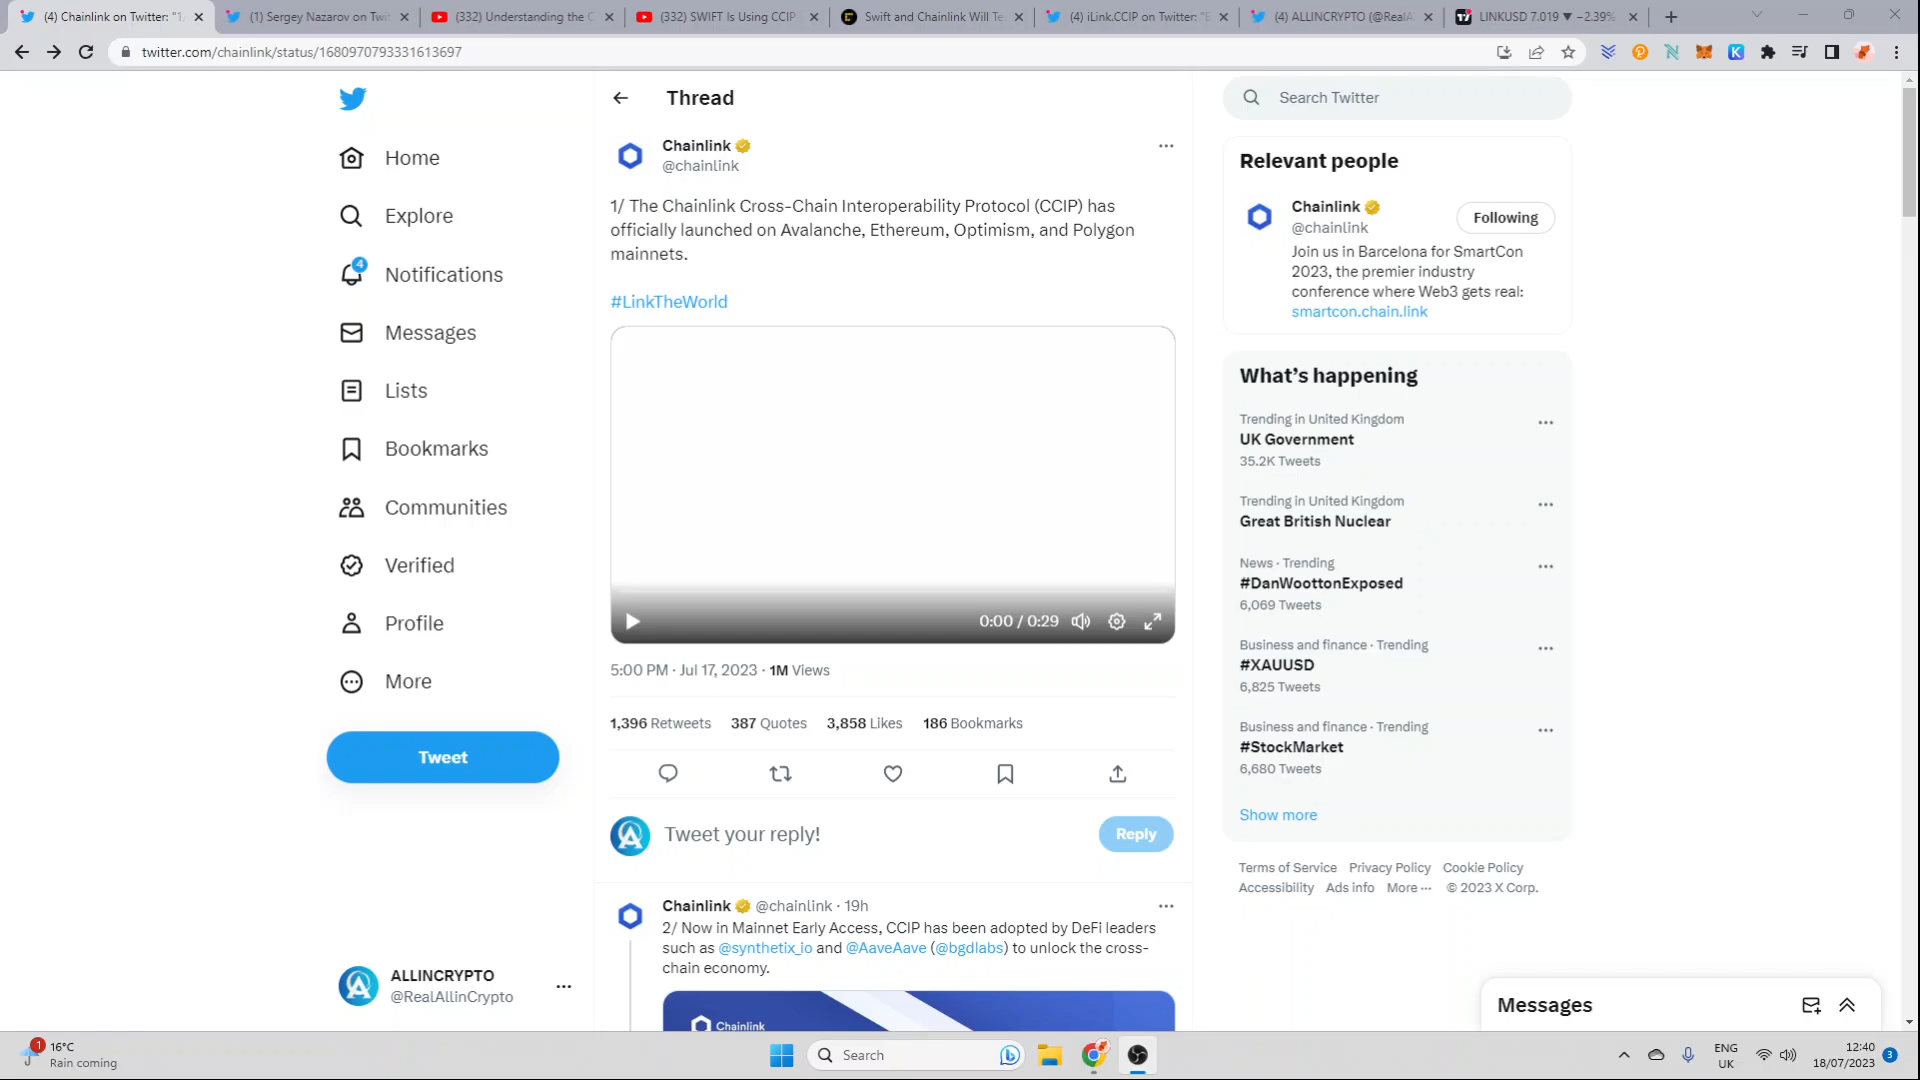 (4) Chainlink on Twitter: "1/
(1) Sergey Nazarov on Twit
(332) Understanding the C
(332) SWIFT Is Using CCIP
Swift and Chainlink Will Te
(4) iLink.CCIP on Twitter: "E
(4) ALLINCRYPTO (@RealA
LINKUSD 7.019 ▼ −2.39%
twitter.com/chainlink/status/1680970793331613697
Home
Explore
4
Notifications
Messages
Lists
Bookmarks
Communities
Verified
Profile
More
Tweet
ALLINCRYPTO
@RealAllinCrypto
Thread
Chainlink
@chainlink
1/ The Chainlink Cross-Chain Interoperability Protocol (CCIP) has
officially launched on Avalanche, Ethereum, Optimism, and Polygon
mainnets.
#LinkTheWorld
0:00 / 0:29
5:00 PM · Jul 17, 2023 · 1M Views
1,396 Retweets 387 Quotes 3,858 Likes 186 Bookmarks
Tweet your reply!
Reply
Chainlink @chainlink · 19h
2/ Now in Mainnet Early Access, CCIP has been adopted by DeFi leaders
such as @synthetix_io and @AaveAave (@bgdlabs) to unlock the cross-
chain economy.
Chainlink
Search Twitter
Relevant people
Chainlink
@chainlink
Following
Join us in Barcelona for SmartCon
2023, the premier industry
conference where Web3 gets real:
smartcon.chain.link
What's happening
Trending in United Kingdom
UK Government
35.2K Tweets
Trending in United Kingdom
Great British Nuclear
News · Trending
#DanWoottonExposed
6,069 Tweets
Business and finance · Trending
#XAUUSD
6,825 Tweets
Business and finance · Trending
#StockMarket
6,680 Tweets
Show more
Terms of Service Privacy Policy Cookie Policy
Accessibility Ads info More ··· © 2023 X Corp.
Messages
1
16°C
Rain coming
Search
ENG
UK
12:40
18/07/2023
3